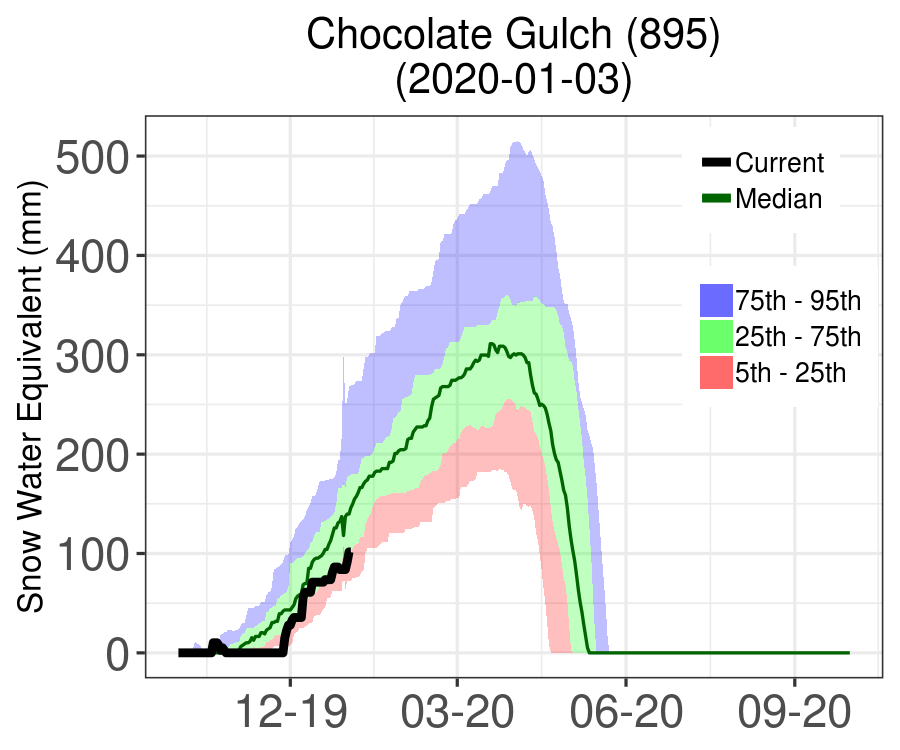 Chocolate Gulch (895)
(2020-01-03)
Snow Water Equivalent (mm)
500
400
300
200
100
0
12-19
03-20
06-20
09-20
Current
Median
75th - 95th
25th - 75th
5th - 25th